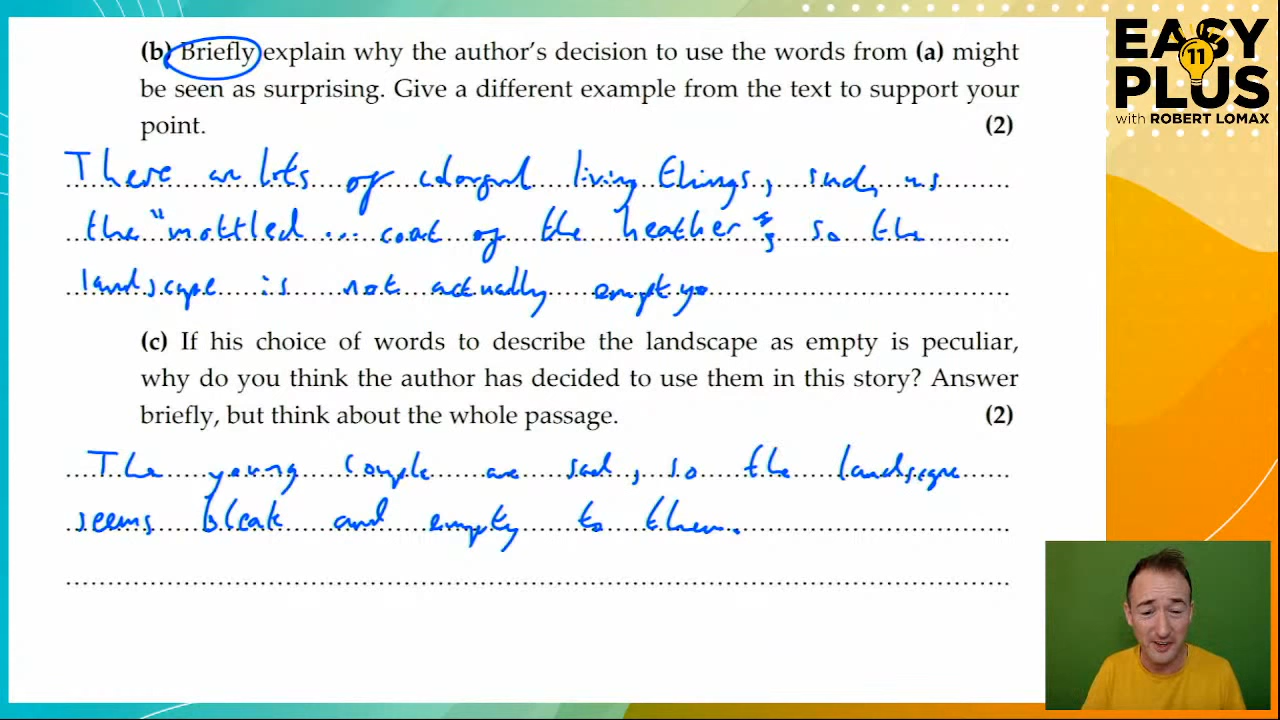 (b) Briefly explain why the author's decision to use the words from (a) might
be seen as surprising. Give a different example from the text to support your
point. (2)
There are lots of colorful living things, such as
the "mottled ... coat of the heather", so the
landscape is not actually empty.
(c) If his choice of words to describe the landscape as empty is peculiar,
why do you think the author has decided to use them in this story? Answer
briefly, but think about the whole passage. (2)
The young couple are sad, so the landscape
seems bleak and empty to them.
EASY
11
PLUS
with ROBERT LOMAX